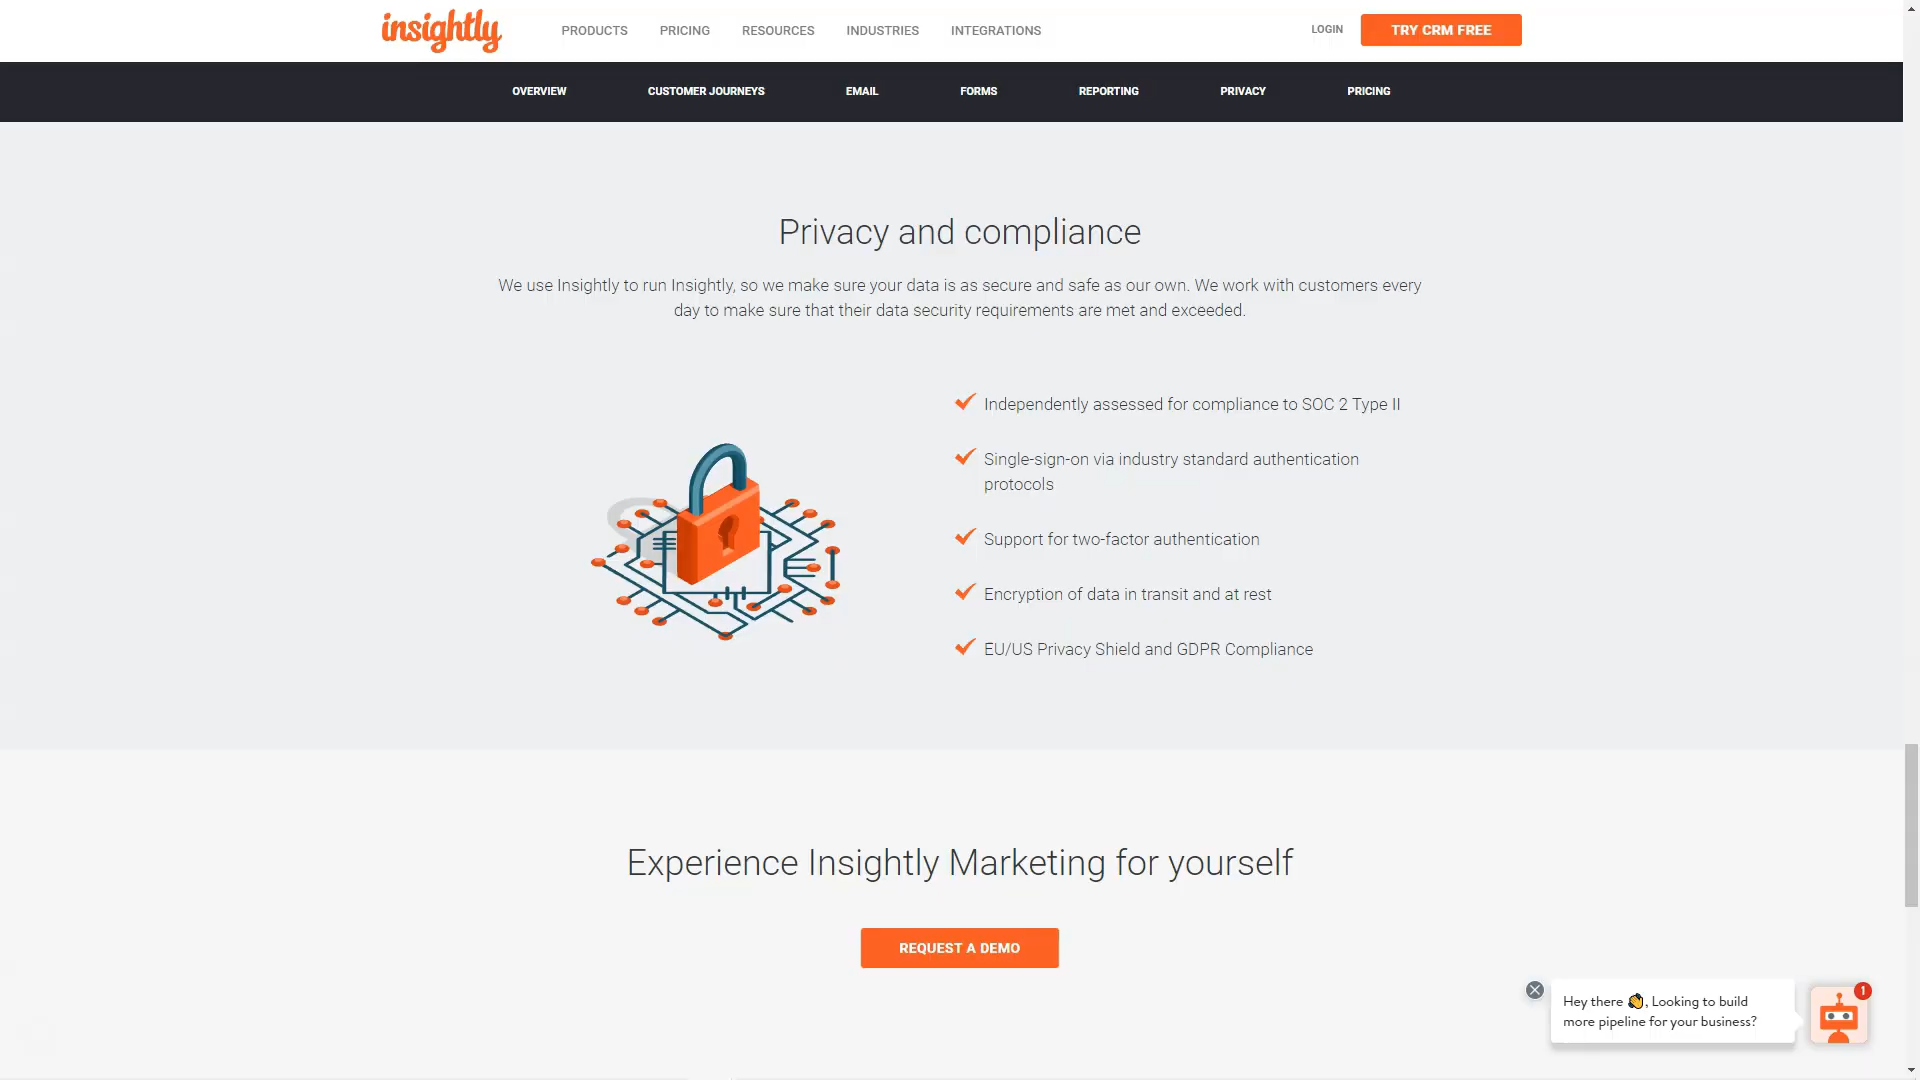 insightly
PRODUCTS
PRICING
RESOURCES
INDUSTRIES
INTEGRATIONS
LOGIN
TRY CRM FREE
OVERVIEW
CUSTOMER JOURNEYS
EMAIL
FORMS
REPORTING
PRIVACY
PRICING
Privacy and compliance
We use Insightly to run Insightly, so we make sure your data is as secure and safe as our own. We work with customers every
day to make sure that their data security requirements are met and exceeded.
Independently assessed for compliance to SOC 2 Type II
Single-sign-on via industry standard authentication
protocols
Support for two-factor authentication
Encryption of data in transit and at rest
EU/US Privacy Shield and GDPR Compliance
Experience Insightly Marketing for yourself
REQUEST A DEMO
Hey there 👋, Looking to build
more pipeline for your business?
1